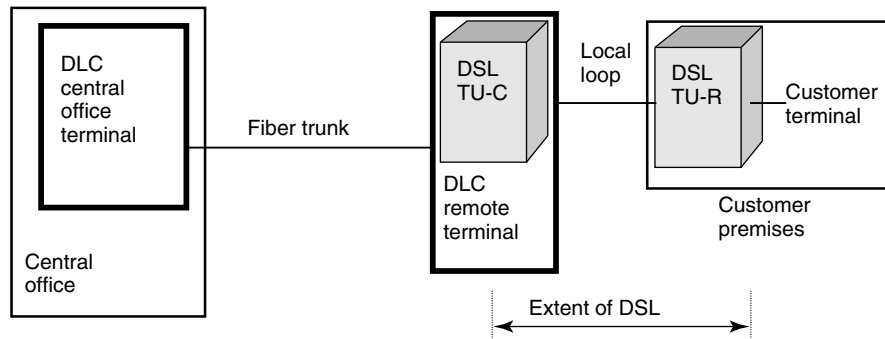 DLC
central
office
terminal
Central
office
Fiber trunk
DSL
TU-C
DLC
remote
terminal
Local
loop
DSL
TU-R
Customer
terminal
Customer
premises
Extent of DSL